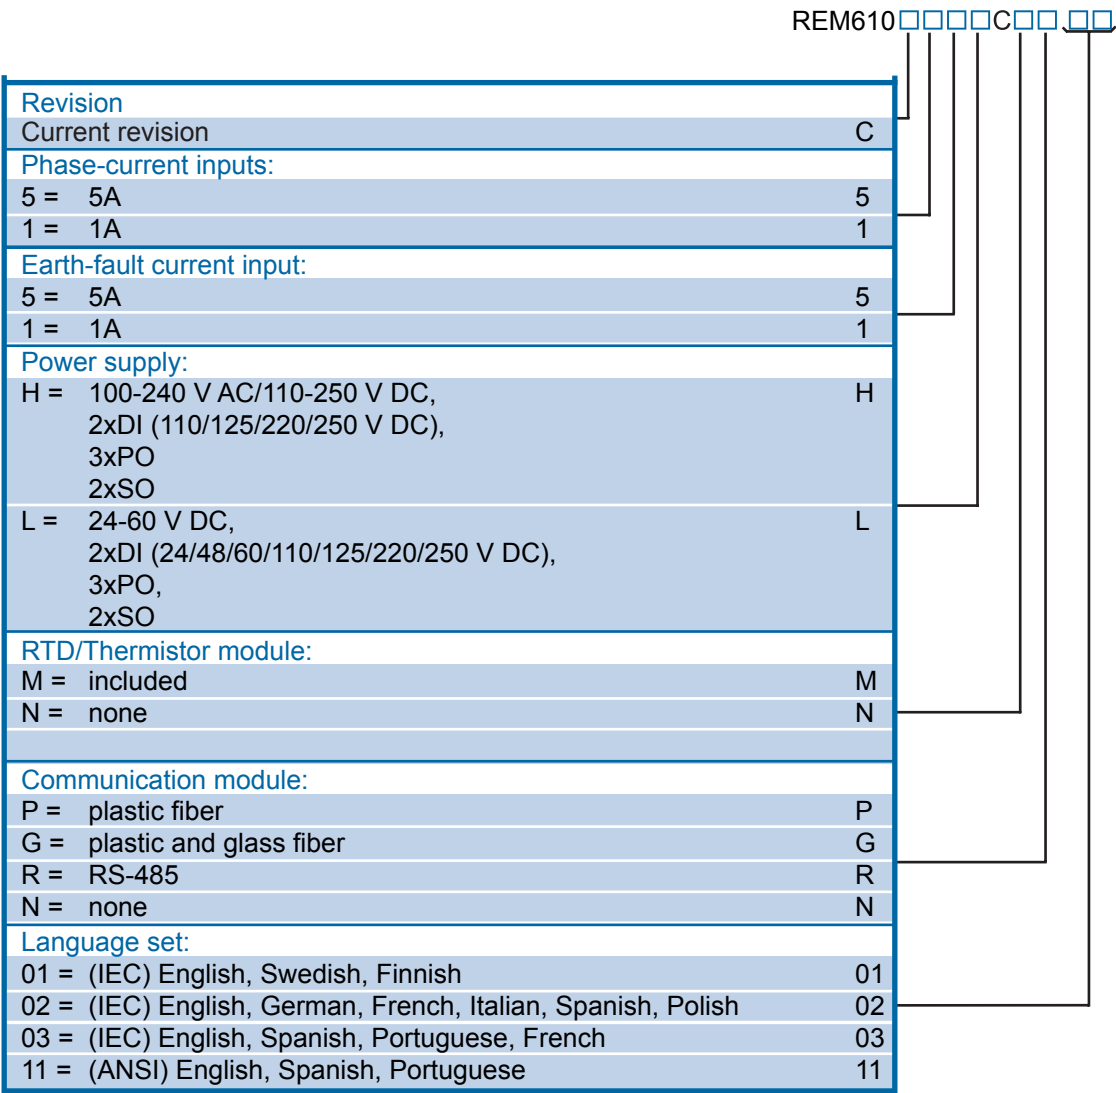 REM610□□□□C□□ □□
Revision
Current revision C
Phase-current inputs:
5 = 5A 5
1 = 1A 1
Earth-fault current input:
5 = 5A 5
1 = 1A 1
Power supply:
H = 100-240 V AC/110-250 V DC, H
2xDI (110/125/220/250 V DC),
3xPO
2xSO
L = 24-60 V DC, L
2xDI (24/48/60/110/125/220/250 V DC),
3xPO,
2xSO
RTD/Thermistor module:
M = included M
N = none N
Communication module:
P = plastic fiber P
G = plastic and glass fiber G
R = RS-485 R
N = none N
Language set:
01 = (IEC) English, Swedish, Finnish 01
02 = (IEC) English, German, French, Italian, Spanish, Polish 02
03 = (IEC) English, Spanish, Portuguese, French 03
11 = (ANSI) English, Spanish, Portuguese 11